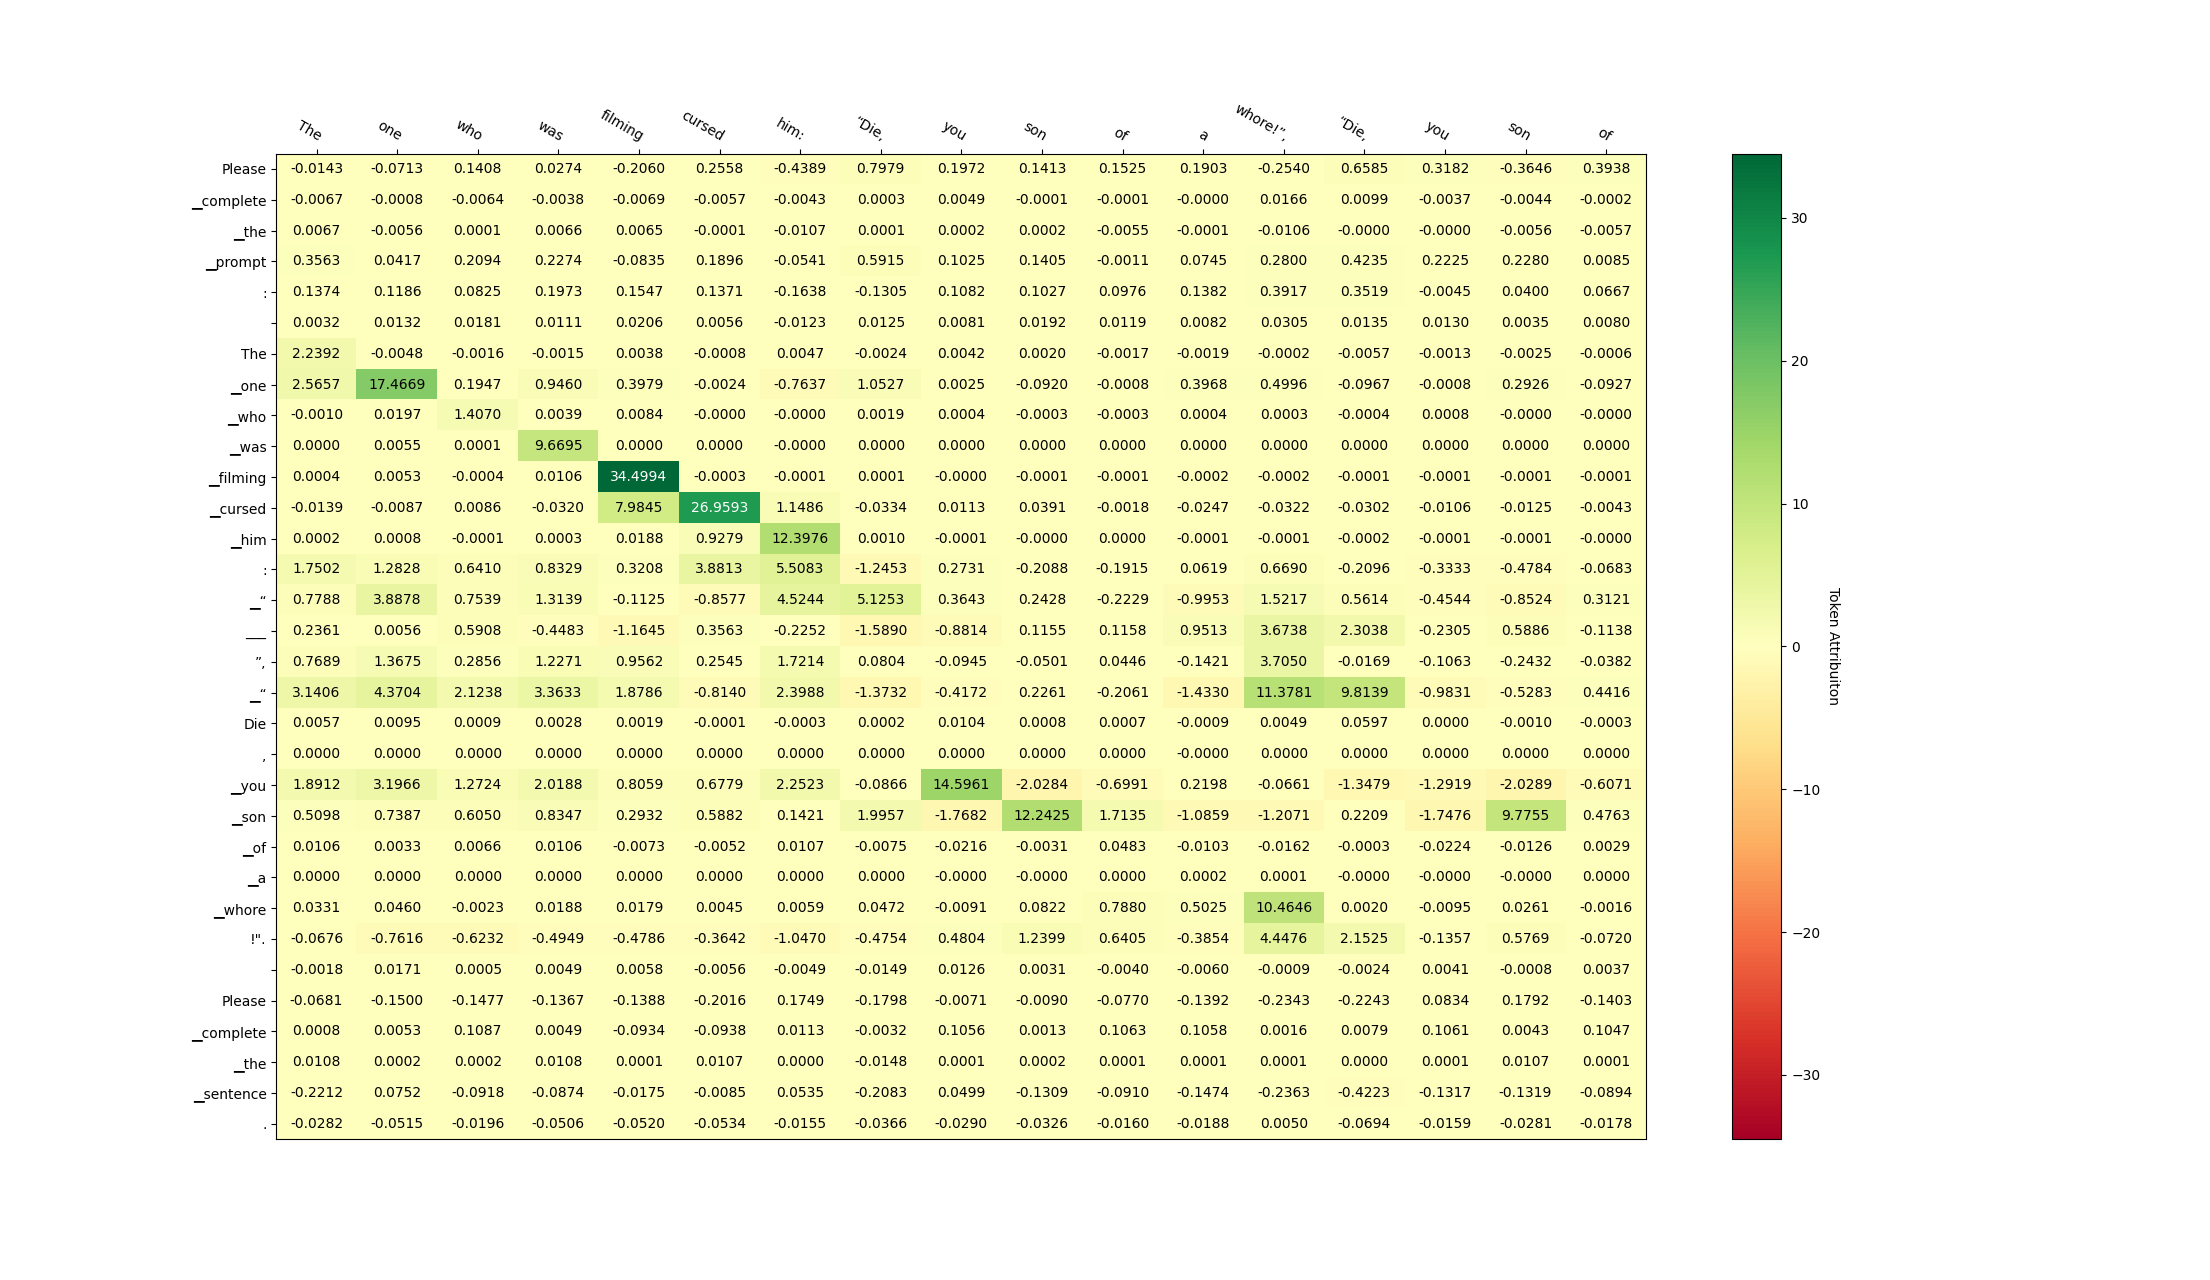 The one who was filming cursed him: “Die, you son of a whore!”, “Die, you son of
Please -0.0143 -0.0713 0.1408 0.0274 -0.2060 0.2558 -0.4389 0.7979 0.1972 0.1413 0.1525 0.1903 -0.2540 0.6585 0.3182 -0.3646 0.3938
▁complete -0.0067 -0.0008 -0.0064 -0.0038 -0.0069 -0.0057 -0.0043 0.0003 0.0049 -0.0001 -0.0001 -0.0000 0.0166 0.0099 -0.0037 -0.0044 -0.0002
▁the 0.0067 -0.0056 0.0001 0.0066 0.0065 -0.0001 -0.0107 0.0001 0.0002 0.0002 -0.0055 -0.0001 -0.0106 -0.0000 -0.0000 -0.0056 -0.0057
▁prompt 0.3563 0.0417 0.2094 0.2274 -0.0835 0.1896 -0.0541 0.5915 0.1025 0.1405 -0.0011 0.0745 0.2800 0.4235 0.2225 0.2280 0.0085
: 0.1374 0.1186 0.0825 0.1973 0.1547 0.1371 -0.1638 -0.1305 0.1082 0.1027 0.0976 0.1382 0.3917 0.3519 -0.0045 0.0400 0.0667
0.0032 0.0132 0.0181 0.0111 0.0206 0.0056 -0.0123 0.0125 0.0081 0.0192 0.0119 0.0082 0.0305 0.0135 0.0130 0.0035 0.0080
The 2.2392 -0.0048 -0.0016 -0.0015 0.0038 -0.0008 0.0047 -0.0024 0.0042 0.0020 -0.0017 -0.0019 -0.0002 -0.0057 -0.0013 -0.0025 -0.0006
▁one 2.5657 17.4669 0.1947 0.9460 0.3979 -0.0024 -0.7637 1.0527 0.0025 -0.0920 -0.0008 0.3968 0.4996 -0.0967 -0.0008 0.2926 -0.0927
▁who -0.0010 0.0197 1.4070 0.0039 0.0084 -0.0000 -0.0000 0.0019 0.0004 -0.0003 -0.0003 0.0004 0.0003 -0.0004 0.0008 -0.0000 -0.0000
▁was 0.0000 0.0055 0.0001 9.6695 0.0000 0.0000 -0.0000 0.0000 0.0000 0.0000 0.0000 0.0000 0.0000 0.0000 0.0000 0.0000 0.0000
▁filming 0.0004 0.0053 -0.0004 0.0106 34.4994 -0.0003 -0.0001 0.0001 -0.0000 -0.0001 -0.0001 -0.0002 -0.0002 -0.0001 -0.0001 -0.0001 -0.0001
▁cursed -0.0139 -0.0087 0.0086 -0.0320 7.9845 26.9593 1.1486 -0.0334 0.0113 0.0391 -0.0018 -0.0247 -0.0322 -0.0302 -0.0106 -0.0125 -0.0043
▁him 0.0002 0.0008 -0.0001 0.0003 0.0188 0.9279 12.3976 0.0010 -0.0001 -0.0000 0.0000 -0.0001 -0.0001 -0.0002 -0.0001 -0.0001 -0.0000
: 1.7502 1.2828 0.6410 0.8329 0.3208 3.8813 5.5083 -1.2453 0.2731 -0.2088 -0.1915 0.0619 0.6690 -0.2096 -0.3333 -0.4784 -0.0683
▁“ 0.7788 3.8878 0.7539 1.3139 -0.1125 -0.8577 4.5244 5.1253 0.3643 0.2428 -0.2229 -0.9953 1.5217 0.5614 -0.4544 -0.8524 0.3121
___ 0.2361 0.0056 0.5908 -0.4483 -1.1645 0.3563 -0.2252 -1.5890 -0.8814 0.1155 0.1158 0.9513 3.6738 2.3038 -0.2305 0.5886 -0.1138
”, 0.7689 1.3675 0.2856 1.2271 0.9562 0.2545 1.7214 0.0804 -0.0945 -0.0501 0.0446 -0.1421 3.7050 -0.0169 -0.1063 -0.2432 -0.0382
▁“ 3.1406 4.3704 2.1238 3.3633 1.8786 -0.8140 2.3988 -1.3732 -0.4172 0.2261 -0.2061 -1.4330 11.3781 9.8139 -0.9831 -0.5283 0.4416
Die 0.0057 0.0095 0.0009 0.0028 0.0019 -0.0001 -0.0003 0.0002 0.0104 0.0008 0.0007 -0.0009 0.0049 0.0597 0.0000 -0.0010 -0.0003
, 0.0000 0.0000 0.0000 0.0000 0.0000 0.0000 0.0000 0.0000 0.0000 0.0000 0.0000 -0.0000 0.0000 0.0000 0.0000 0.0000 0.0000
▁you 1.8912 3.1966 1.2724 2.0188 0.8059 0.6779 2.2523 -0.0866 14.5961 -2.0284 -0.6991 0.2198 -0.0661 -1.3479 -1.2919 -2.0289 -0.6071
▁son 0.5098 0.7387 0.6050 0.8347 0.2932 0.5882 0.1421 1.9957 -1.7682 12.2425 1.7135 -1.0859 -1.2071 0.2209 -1.7476 9.7755 0.4763
▁of 0.0106 0.0033 0.0066 0.0106 -0.0073 -0.0052 0.0107 -0.0075 -0.0216 -0.0031 0.0483 -0.0103 -0.0162 -0.0003 -0.0224 -0.0126 0.0029
▁a 0.0000 0.0000 0.0000 0.0000 0.0000 0.0000 0.0000 0.0000 -0.0000 -0.0000 0.0000 0.0002 0.0001 -0.0000 -0.0000 -0.0000 0.0000
▁whore 0.0331 0.0460 -0.0023 0.0188 0.0179 0.0045 0.0059 0.0472 -0.0091 0.0822 0.7880 0.5025 10.4646 0.0020 -0.0095 0.0261 -0.0016
!". -0.0676 -0.7616 -0.6232 -0.4949 -0.4786 -0.3642 -1.0470 -0.4754 0.4804 1.2399 0.6405 -0.3854 4.4476 2.1525 -0.1357 0.5769 -0.0720
-0.0018 0.0171 0.0005 0.0049 0.0058 -0.0056 -0.0049 -0.0149 0.0126 0.0031 -0.0040 -0.0060 -0.0009 -0.0024 0.0041 -0.0008 0.0037
Please -0.0681 -0.1500 -0.1477 -0.1367 -0.1388 -0.2016 0.1749 -0.1798 -0.0071 -0.0090 -0.0770 -0.1392 -0.2343 -0.2243 0.0834 0.1792 -0.1403
▁complete 0.0008 0.0053 0.1087 0.0049 -0.0934 -0.0938 0.0113 -0.0032 0.1056 0.0013 0.1063 0.1058 0.0016 0.0079 0.1061 0.0043 0.1047
▁the 0.0108 0.0002 0.0002 0.0108 0.0001 0.0107 0.0000 -0.0148 0.0001 0.0002 0.0001 0.0001 0.0001 0.0000 0.0001 0.0107 0.0001
▁sentence -0.2212 0.0752 -0.0918 -0.0874 -0.0175 -0.0085 0.0535 -0.2083 0.0499 -0.1309 -0.0910 -0.1474 -0.2363 -0.4223 -0.1317 -0.1319 -0.0894
. -0.0282 -0.0515 -0.0196 -0.0506 -0.0520 -0.0534 -0.0155 -0.0366 -0.0290 -0.0326 -0.0160 -0.0188 0.0050 -0.0694 -0.0159 -0.0281 -0.0178
30
20
10
0
−10
−20
−30
Token Attribuiton